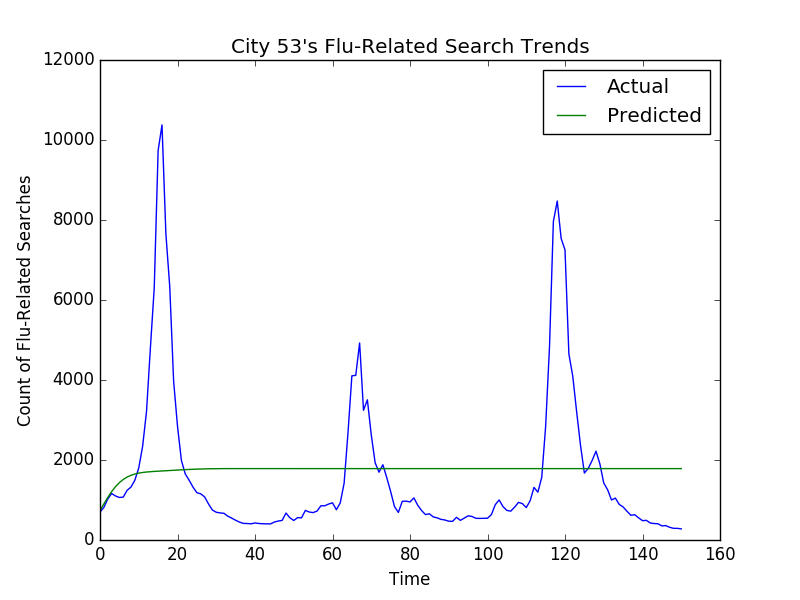 City 53's Flu-Related Search Trends
12000
10000
8000
6000
4000
2000
0
Count of Flu-Related Searches
Actual
Predicted
0 20 40 60 80 100 120 140 160
Time